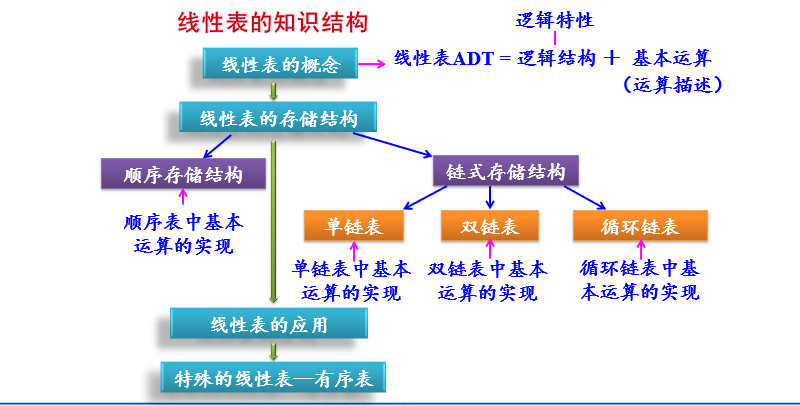 线性表的知识结构
逻辑特性
线性表的概念
线性表ADT = 逻辑结构 + 基本运算
（运算描述）
线性表的存储结构
顺序存储结构
链式存储结构
顺序表中基本
运算的实现
单链表
双链表
循环链表
单链表中基本
运算的实现
双链表中基本
运算的实现
循环链表中基
本运算的实现
线性表的应用
特殊的线性表—有序表